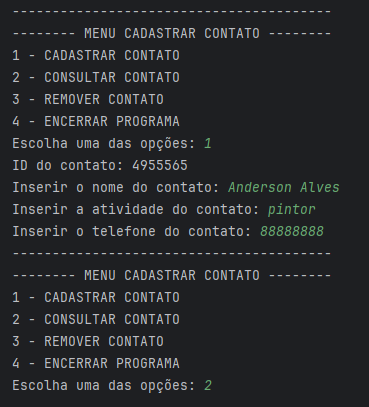 ----------------------------------------
-------- MENU CADASTRAR CONTATO --------
1 - CADASTRAR CONTATO
2 - CONSULTAR CONTATO
3 - REMOVER CONTATO
4 - ENCERRAR PROGRAMA
Escolha uma das opções: 1
ID do contato: 4955565
Inserir o nome do contato: Anderson Alves
Inserir a atividade do contato: pintor
Inserir o telefone do contato: 88888888
----------------------------------------
-------- MENU CADASTRAR CONTATO --------
1 - CADASTRAR CONTATO
2 - CONSULTAR CONTATO
3 - REMOVER CONTATO
4 - ENCERRAR PROGRAMA
Escolha uma das opções: 2